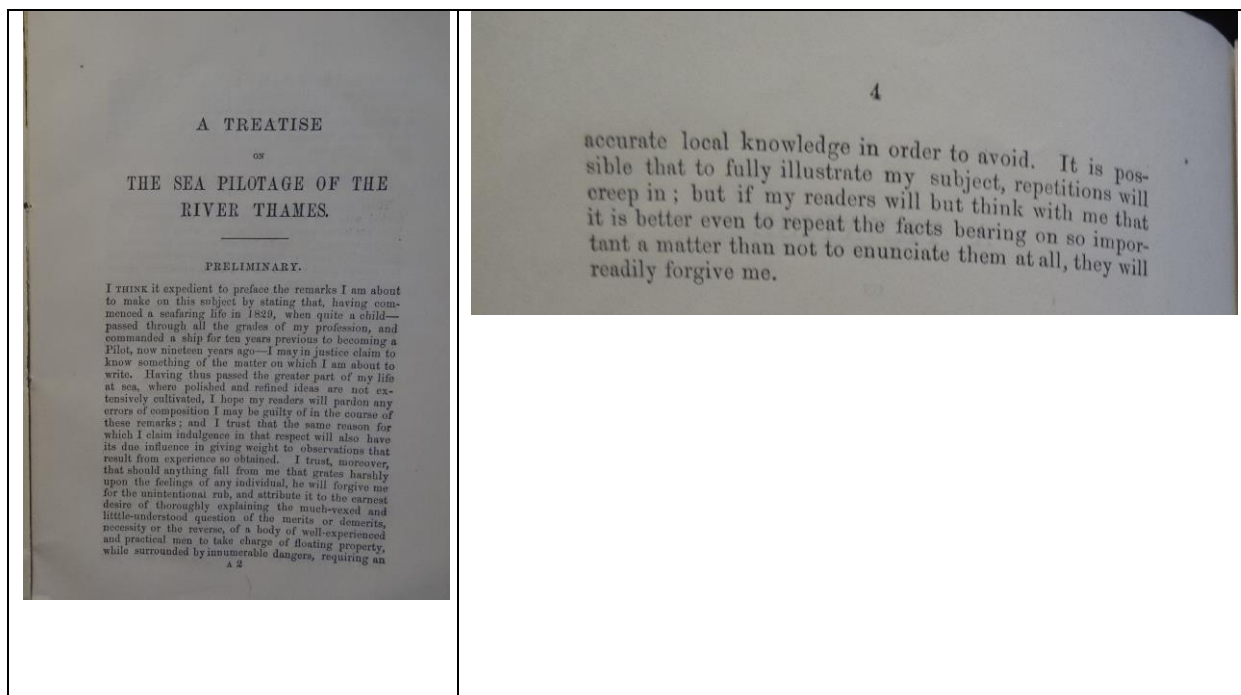 A TREATISE
ON
THE SEA PILOTAGE OF THE
RIVER THAMES.
PRELIMINARY.
I THINK it expedient to preface the remarks I am about
to make on this subject by stating that, having com-
menced a seafaring life in 1829, when quite a child—
passed through all the grades of my profession, and
commanded a ship for ten years previous to becoming a
Pilot, now nineteen years ago—I may in justice claim to
know something of the matter on which I am about to
write. Having thus passed the greater part of my life
at sea, where polished and refined ideas are not ex-
tensively cultivated, I hope my readers will pardon any
errors of composition I may be guilty of in the course of
these remarks; and I trust that the same reason for
which I claim indulgence in that respect will also have
its due influence in giving weight to observations that
result from experience so obtained. I trust, moreover,
that should anything fall from me that grates harshly
upon the feelings of any individual, he will forgive me
for the unintentional rub, and attribute it to the earnest
desire of thoroughly explaining the much-vexed and
litttle-understood question of the merits or demerits,
necessity or the reverse, of a body of well-experienced
and practical men to take charge of floating property,
while surrounded by innumerable dangers, requiring an
A 2
4
accurate local knowledge in order to avoid. It is pos-
sible that to fully illustrate my subject, repetitions will
creep in; but if my readers will but think with me that
it is better even to repeat the facts bearing on so impor-
tant a matter than not to enunciate them at all, they will
readily forgive me.